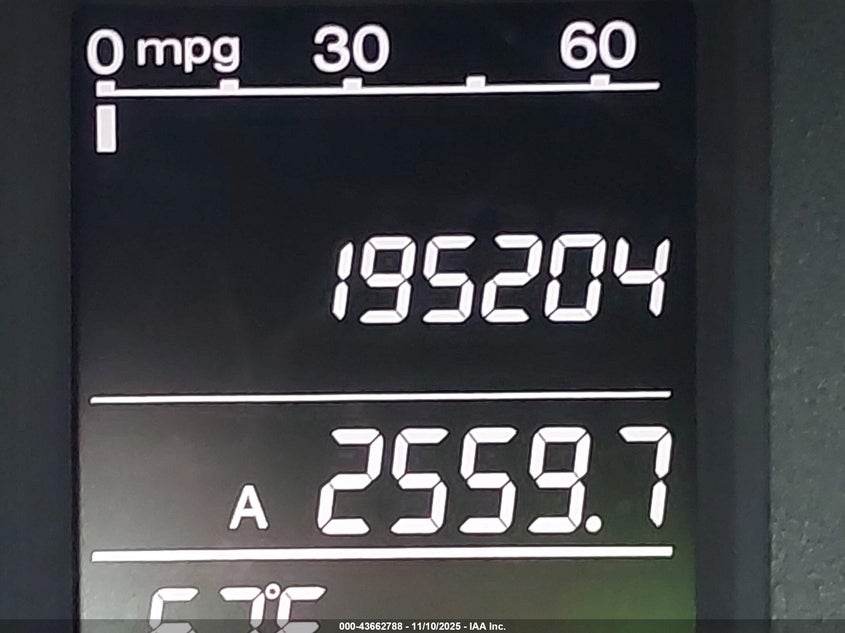 0 mpg 30 60
195204
A 2559.7
000-43662788 - 11/10/2025 - IAA Inc.